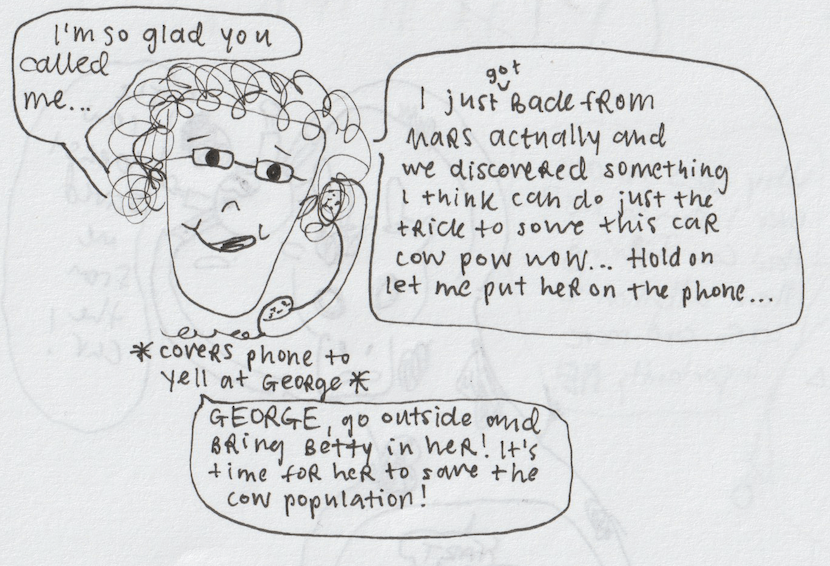 I'm so glad you
called
me...
got
I just BACK fROM
MARS actually and
we discovered something
I think can do just the
tRick to solve this caR
cow pow wow... Hold on
let me put heR on the phone...
*coveRs phone to
yell at GeoRge*
GEORGE, go outside and
BRing Betty in heR! It's
time foR heR to save the
cow population!